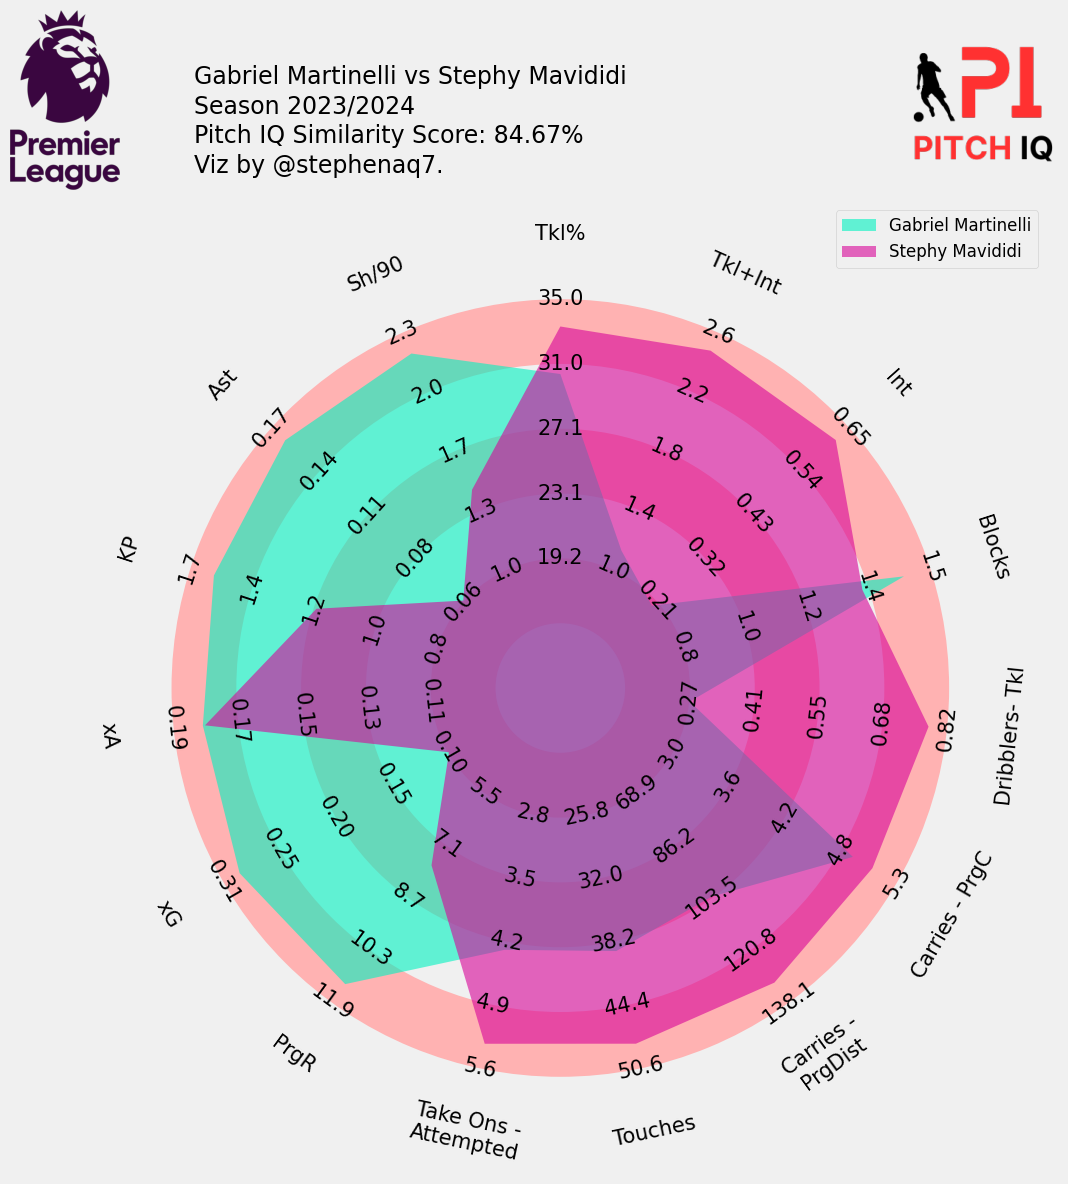 Premier
League
Gabriel Martinelli vs Stephy Mavididi
Season 2023/2024
Pitch IQ Similarity Score: 84.67%
Viz by @stephenaq7.
PI
PITCH IQ
Gabriel Martinelli
Stephy Mavididi
Tkl%
35.0
31.0
27.1
23.1
19.2
Tkl+Int
2.6
2.2
1.8
1.4
1.0
Int
0.65
0.54
0.43
0.32
0.21
Blocks
1.5
1.4
1.2
1.0
0.8
Dribblers- Tkl
0.82
0.68
0.55
0.41
0.27
Carries - PrgC
5.3
4.8
4.2
3.6
3.0
Carries -
PrgDist
138.1
120.8
103.5
86.2
68.9
Touches
50.6
44.4
38.2
32.0
25.8
Take Ons -
Attempted
5.6
4.9
4.2
3.5
2.8
PrgR
11.9
10.3
8.7
7.1
5.5
xG
0.31
0.25
0.20
0.15
0.10
xA
0.19
0.17
0.15
0.13
0.11
KP
1.7
1.4
1.2
1.0
0.8
Ast
0.17
0.14
0.11
0.08
0.06
Sh/90
2.3
2.0
1.7
1.3
1.0